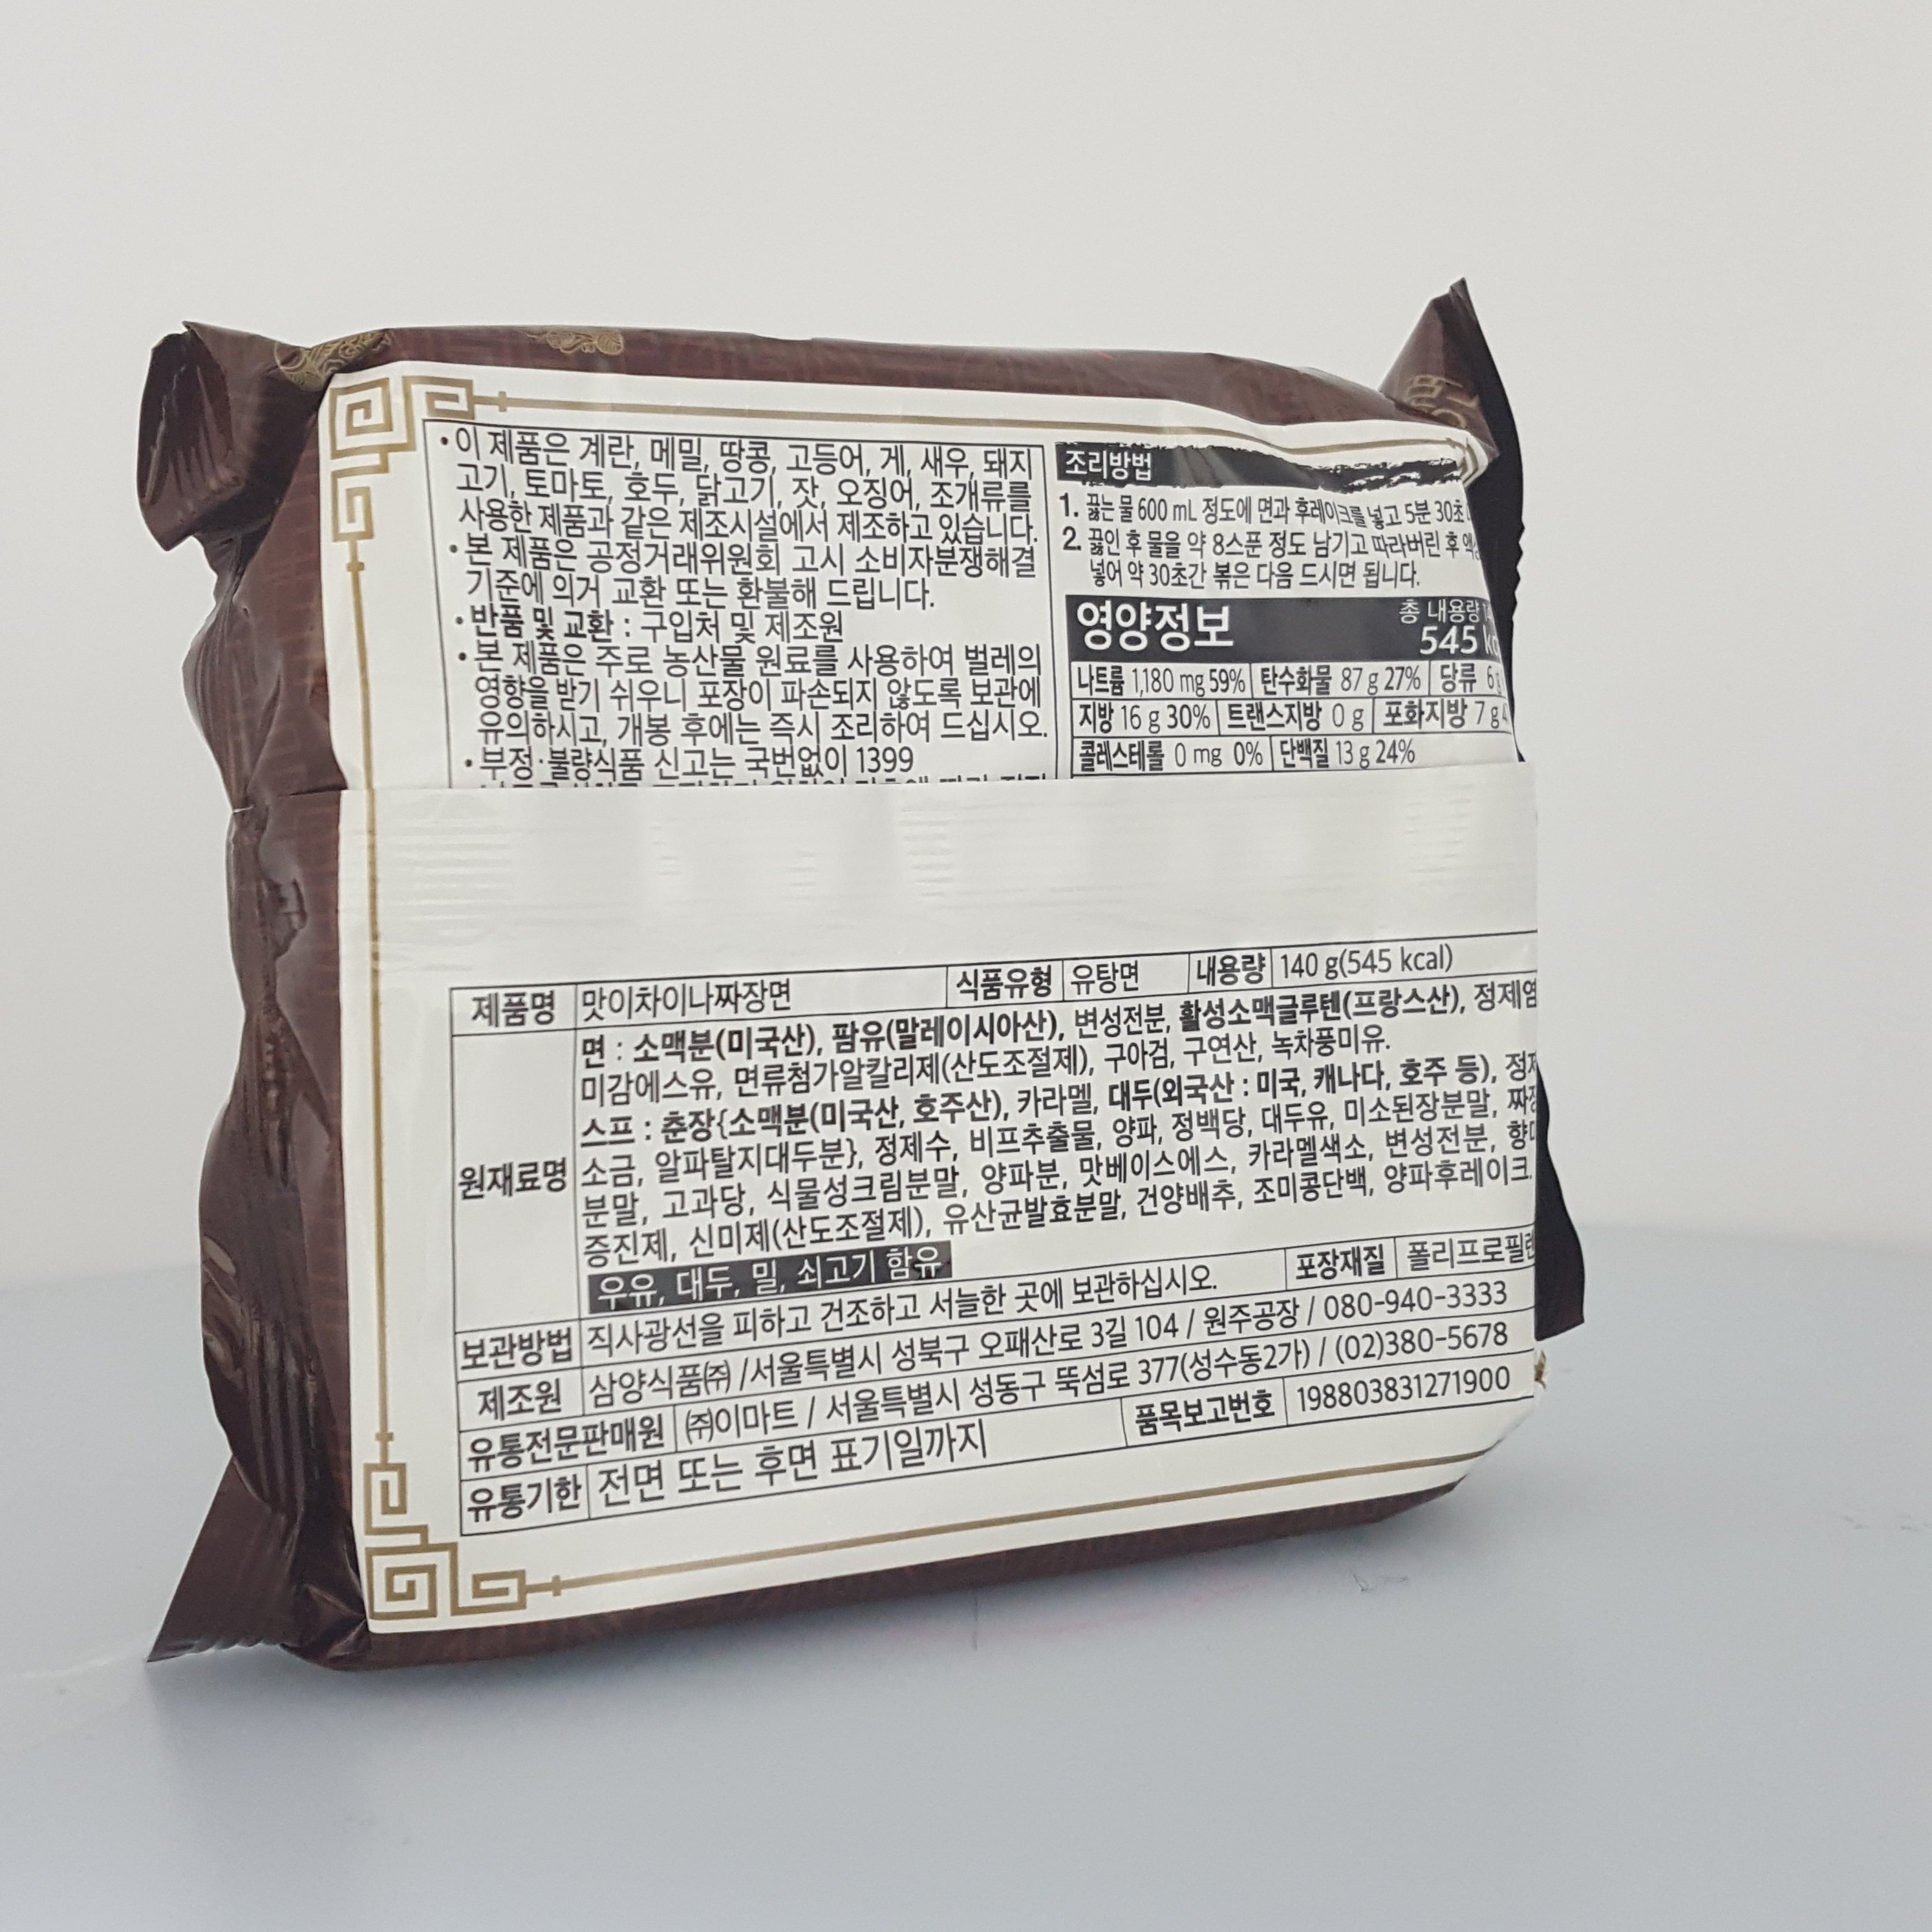 • 이 제품은 계란, 메밀, 땅콩, 고등어, 게, 새우, 돼지
고기, 토마토, 호두, 닭고기, 잣, 오징어, 조개류를
사용한 제품과 같은 제조시설에서 제조하고 있습니다.
• 본 제품은 공정거래위원회 고시 소비자분쟁해결
기준에 의거 교환 또는 환불해 드립니다.
• 반품 및 교환 : 구입처 및 제조원
• 본 제품은 주로 농산물 원료를 사용하여 벌레의
영향을 받기 쉬우니 포장이 파손되지 않도록 보관에
유의하시고, 개봉 후에는 즉시 조리하여 드십시오.
• 부정·불량식품 신고는 국번없이 1399
조리방법
1. 끓는 물 600 mL 정도에 면과 후레이크를 넣고 5분 30초
2. 끓인 후 물을 약 8스푼 정도 남기고 따라버린 후
넣어 약 30초간 볶은 다음 드시면 됩니다.
영양정보 총 내용량
545
나트륨 1,180 mg 59% 탄수화물 87 g 27% 당류 6
지방 16 g 30% 트랜스지방 0 g 포화지방 7 g
콜레스테롤 0 mg 0% 단백질 13 g 24%
제품명 맛이차이나짜장면 식품유형 유탕면 내용량 140 g(545 kcal)
원재료명
면 : 소맥분(미국산), 팜유(말레이시아산), 변성전분, 활성소맥글루텐(프랑스산), 정제염
미감에스유, 면류첨가알칼리제(산도조절제), 구아검, 구연산, 녹차풍미유.
스프 : 춘장{소맥분(미국산, 호주산), 카라멜, 대두(외국산 : 미국, 캐나다, 호주 등),
소금, 알파탈지대두분}, 정제수, 비프추출물, 양파, 정백당, 대두유, 미소된장분말,
분말, 고과당, 식물성크림분말, 양파분, 맛베이스에스, 카라멜색소, 변성전분,
증진제, 신미제(산도조절제), 유산균발효분말, 건양배추, 조미콩단백, 양파후레이크.
우유, 대두, 밀, 쇠고기 함유
보관방법 직사광선을 피하고 건조하고 서늘한 곳에 보관하십시오. 포장재질 폴리프로필렌
제조원 삼양식품㈜ / 서울특별시 성북구 오패산로 3길 104 / 원주공장 / 080-940-3333
유통전문판매원 ㈜이마트 / 서울특별시 성동구 뚝섬로 377(성수동2가) / (02)380-5678
유통기한 전면 또는 후면 표기일까지 품목보고번호 198803831271900